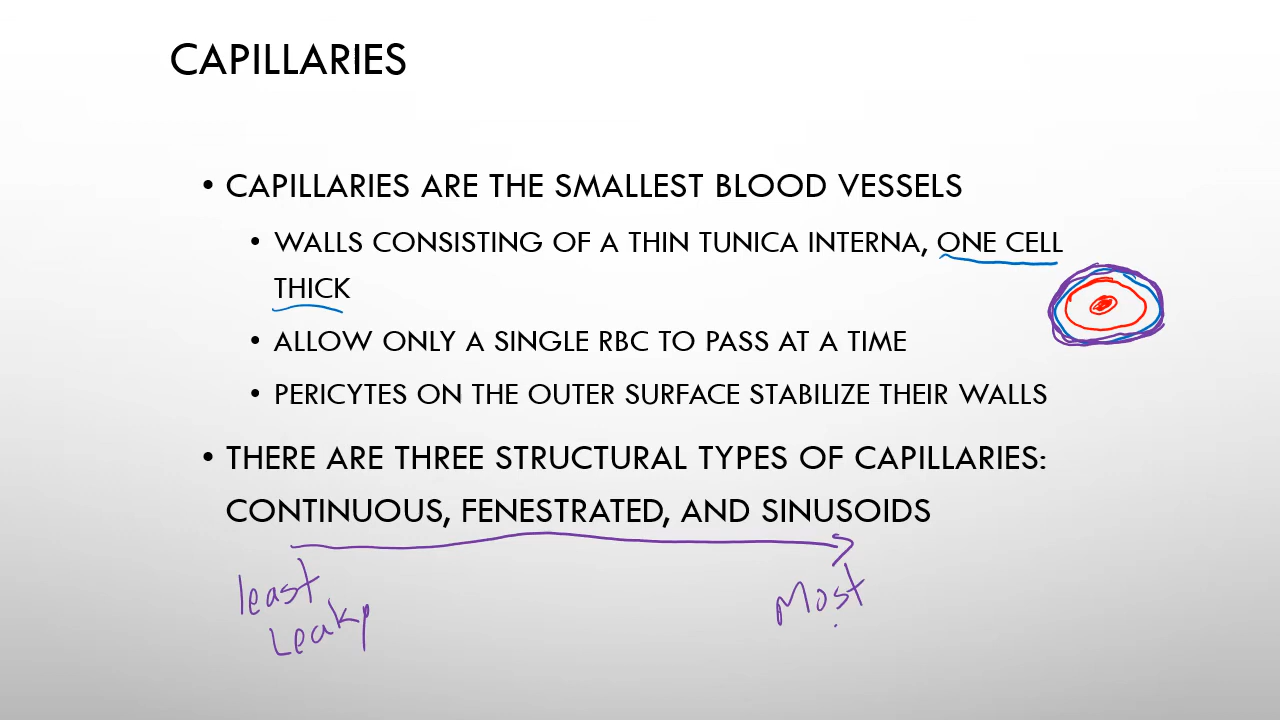 CAPILLARIES
• CAPILLARIES ARE THE SMALLEST BLOOD VESSELS
• WALLS CONSISTING OF A THIN TUNICA INTERNA, ONE CELL
THICK
• ALLOW ONLY A SINGLE RBC TO PASS AT A TIME
• PERICYTES ON THE OUTER SURFACE STABILIZE THEIR WALLS
• THERE ARE THREE STRUCTURAL TYPES OF CAPILLARIES:
CONTINUOUS, FENESTRATED, AND SINUSOIDS
least Most
Leaky